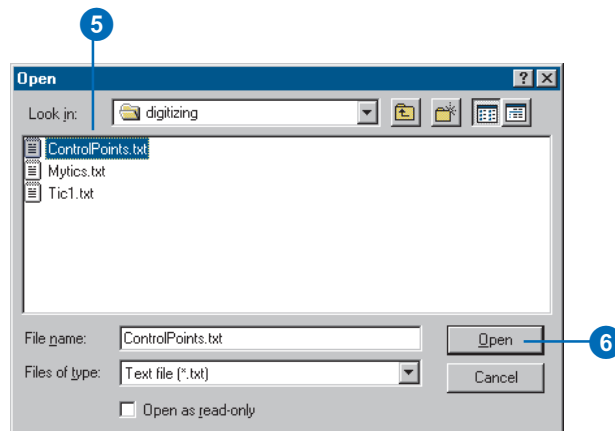 5
Open
Look in:
digitizing
ControlPoints.txt
Mytics.txt
Tic1.txt
File name:
ControlPoints.txt
Open
6
Files of type:
Text file (*.txt)
Cancel
Open as read-only